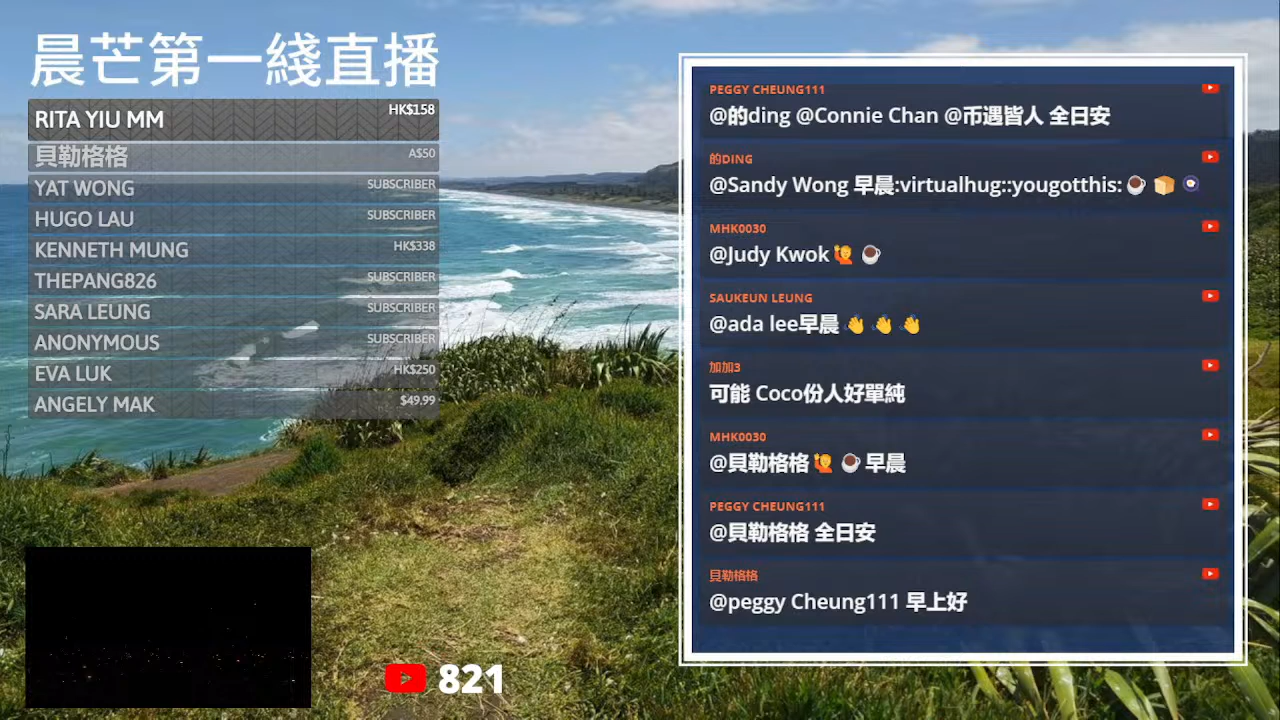 晨芒第一綫直播
RITA YIU MM HK$158
貝勒格格 A$50
YAT WONG SUBSCRIBER
HUGO LAU SUBSCRIBER
KENNETH MUNG HK$338
THEPANG826 SUBSCRIBER
SARA LEUNG SUBSCRIBER
ANONYMOUS SUBSCRIBER
EVA LUK HK$250
ANGELY MAK $49.99
821
PEGGY CHEUNG111
@的ding @Connie Chan @币遇皆人 全日安
的DING
@Sandy Wong 早晨:virtualhug::yougotthis:☕🍞🧿
MHK0030
@Judy Kwok🙋☕
SAUKEUN LEUNG
@ada lee早晨👋👋👋
加加3
可能 Coco份人好單純
MHK0030
@貝勒格格🙋☕早晨
PEGGY CHEUNG111
@貝勒格格 全日安
貝勒格格
@peggy Cheung111 早上好